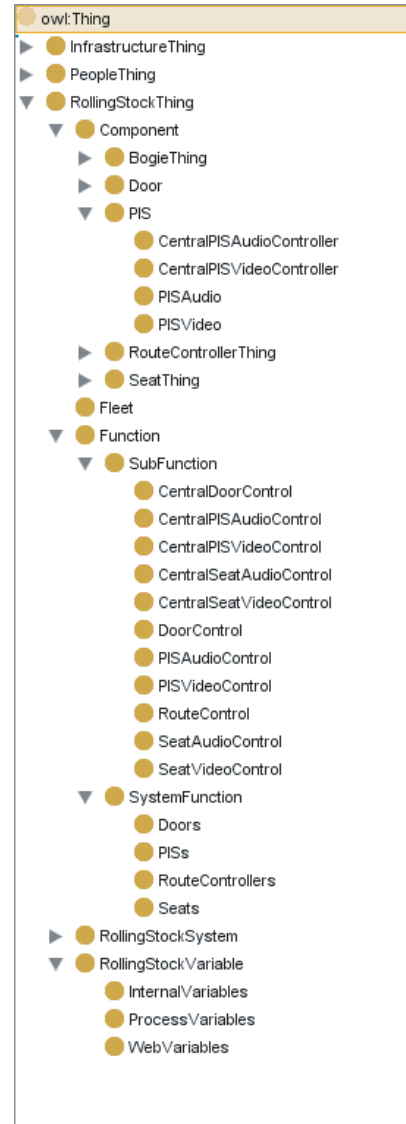 owl:Thing
InfrastructureThing
PeopleThing
RollingStockThing
Component
BogieThing
Door
PIS
CentralPISAudioController
CentralPISVideoController
PISAudio
PISVideo
RouteControllerThing
SeatThing
Fleet
Function
SubFunction
CentralDoorControl
CentralPISAudioControl
CentralPISVideoControl
CentralSeatAudioControl
CentralSeatVideoControl
DoorControl
PISAudioControl
PISVideoControl
RouteControl
SeatAudioControl
SeatVideoControl
SystemFunction
Doors
PISs
RouteControllers
Seats
RollingStockSystem
RollingStockVariable
InternalVariables
ProcessVariables
WebVariables